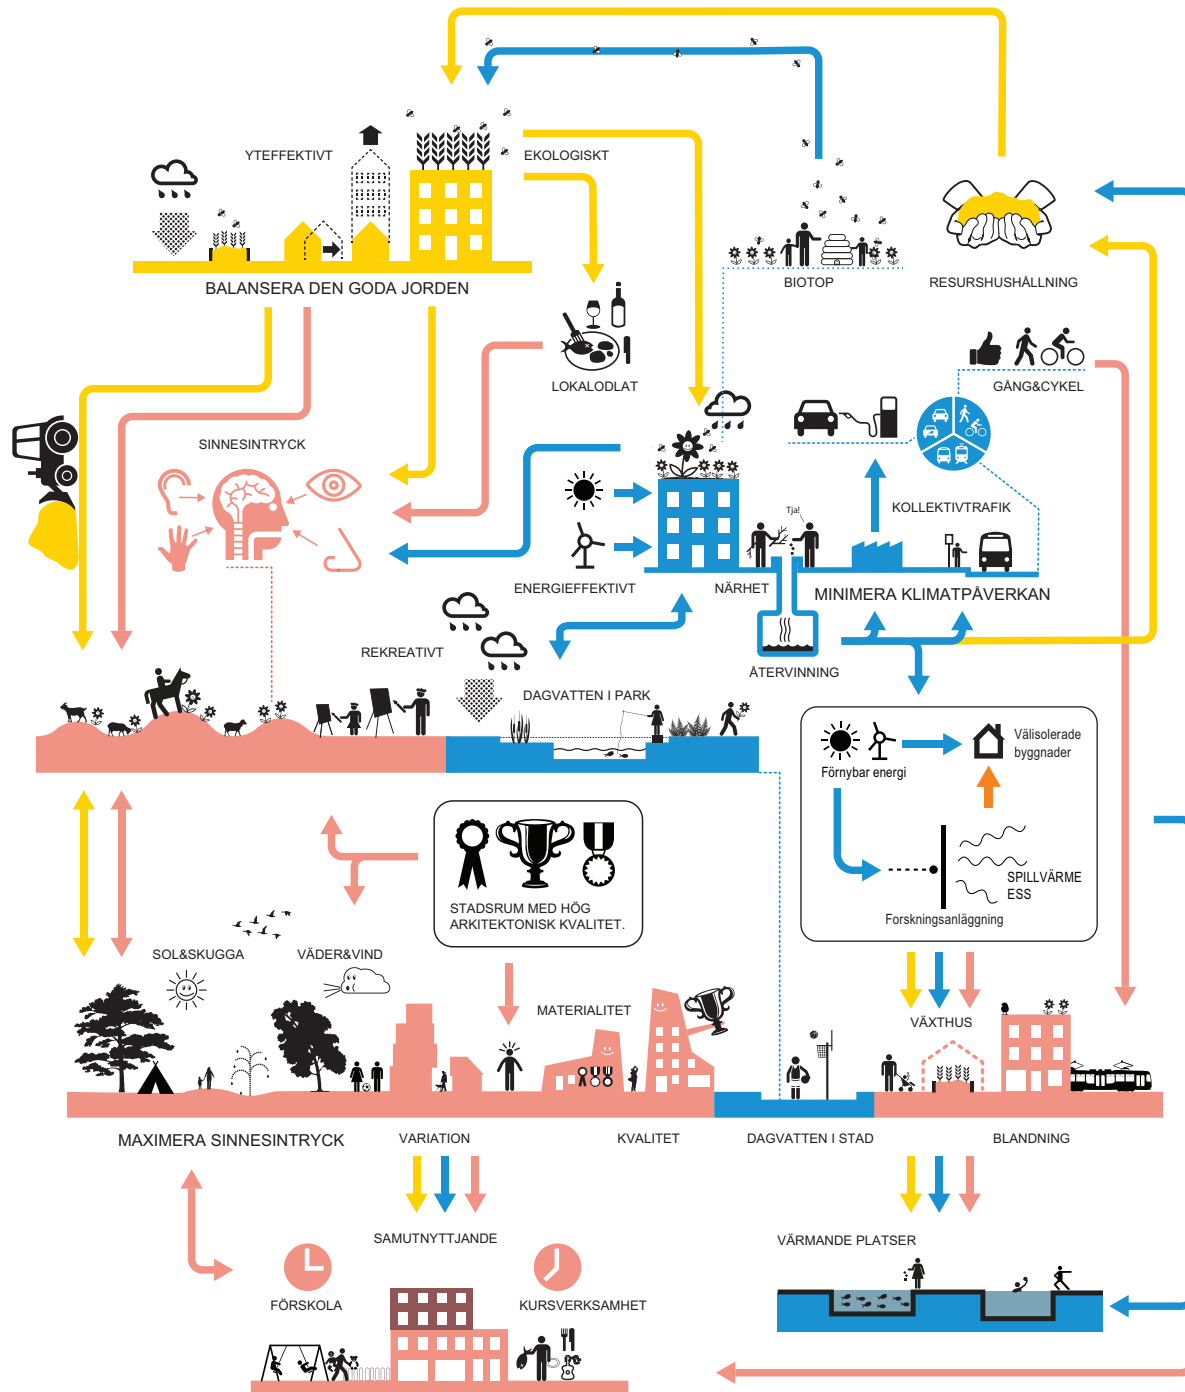 YTEFFEKTIVT
EKOLOGISKT
BALANSERA DEN GODA JORDEN
BIOTOP
RESURSHUSHÅLLNING
LOKALODLAT
GÅNG&CYKEL
SINNESINTRYCK
Tja!
KOLLEKTIVTRAFIK
ENERGIEFFEKTIVT
NÄRHET
MINIMERA KLIMATPÅVERKAN
REKREATIVT
ÅTERVINNING
DAGVATTEN I PARK
Välisolerade
byggnader
Förnybar energi
SPILLVÄRME
ESS
Forskningsanläggning
STADSRUM MED HÖG
ARKITEKTONISK KVALITET.
SOL&SKUGGA
VÄDER&VIND
MATERIALITET
VÄXTHUS
MAXIMERA SINNESINTRYCK
VARIATION
KVALITET
DAGVATTEN I STAD
BLANDNING
SAMUTNYTTJANDE
VÄRMANDE PLATSER
FÖRSKOLA
KURSVERKSAMHET